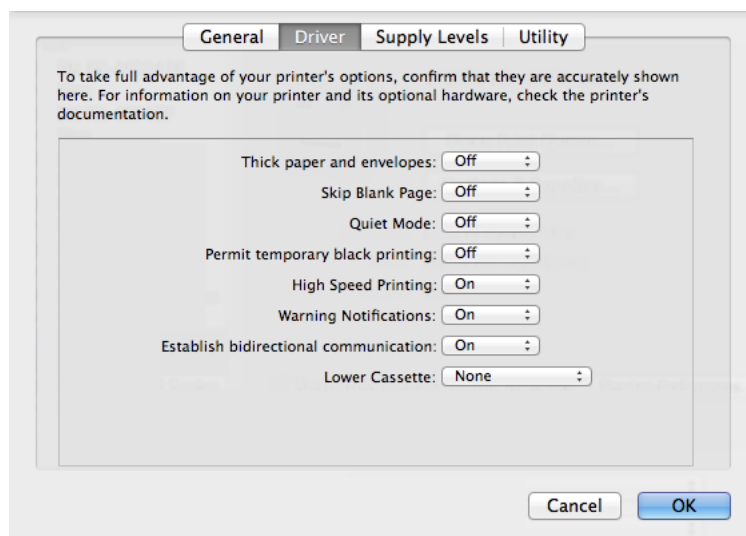 General Driver Supply Levels Utility
To take full advantage of your printer's options, confirm that they are accurately shown
here. For information on your printer and its optional hardware, check the printer's
documentation.
Thick paper and envelopes: Off
Skip Blank Page: Off
Quiet Mode: Off
Permit temporary black printing: Off
High Speed Printing: On
Warning Notifications: On
Establish bidirectional communication: On
Lower Cassette: None
Cancel OK